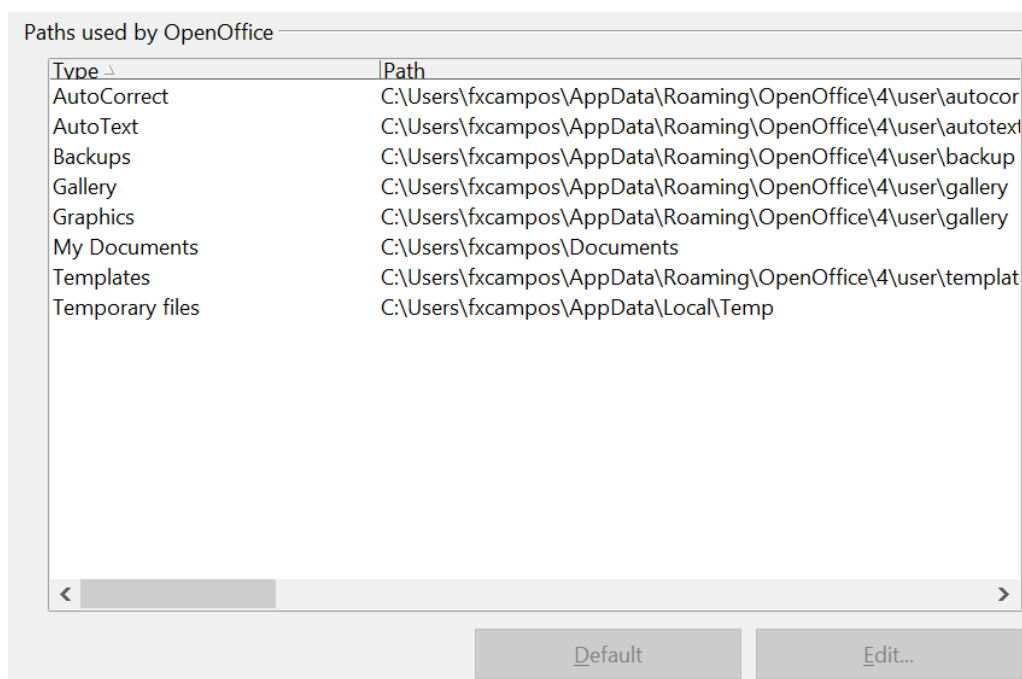 Paths used by OpenOffice
Type Path
AutoCorrect C:\Users\fxcampos\AppData\Roaming\OpenOffice\4\user\autocor
AutoText C:\Users\fxcampos\AppData\Roaming\OpenOffice\4\user\autotext
Backups C:\Users\fxcampos\AppData\Roaming\OpenOffice\4\user\backup
Gallery C:\Users\fxcampos\AppData\Roaming\OpenOffice\4\user\gallery
Graphics C:\Users\fxcampos\AppData\Roaming\OpenOffice\4\user\gallery
My Documents C:\Users\fxcampos\Documents
Templates C:\Users\fxcampos\AppData\Roaming\OpenOffice\4\user\templat
Temporary files C:\Users\fxcampos\AppData\Local\Temp
Default Edit...